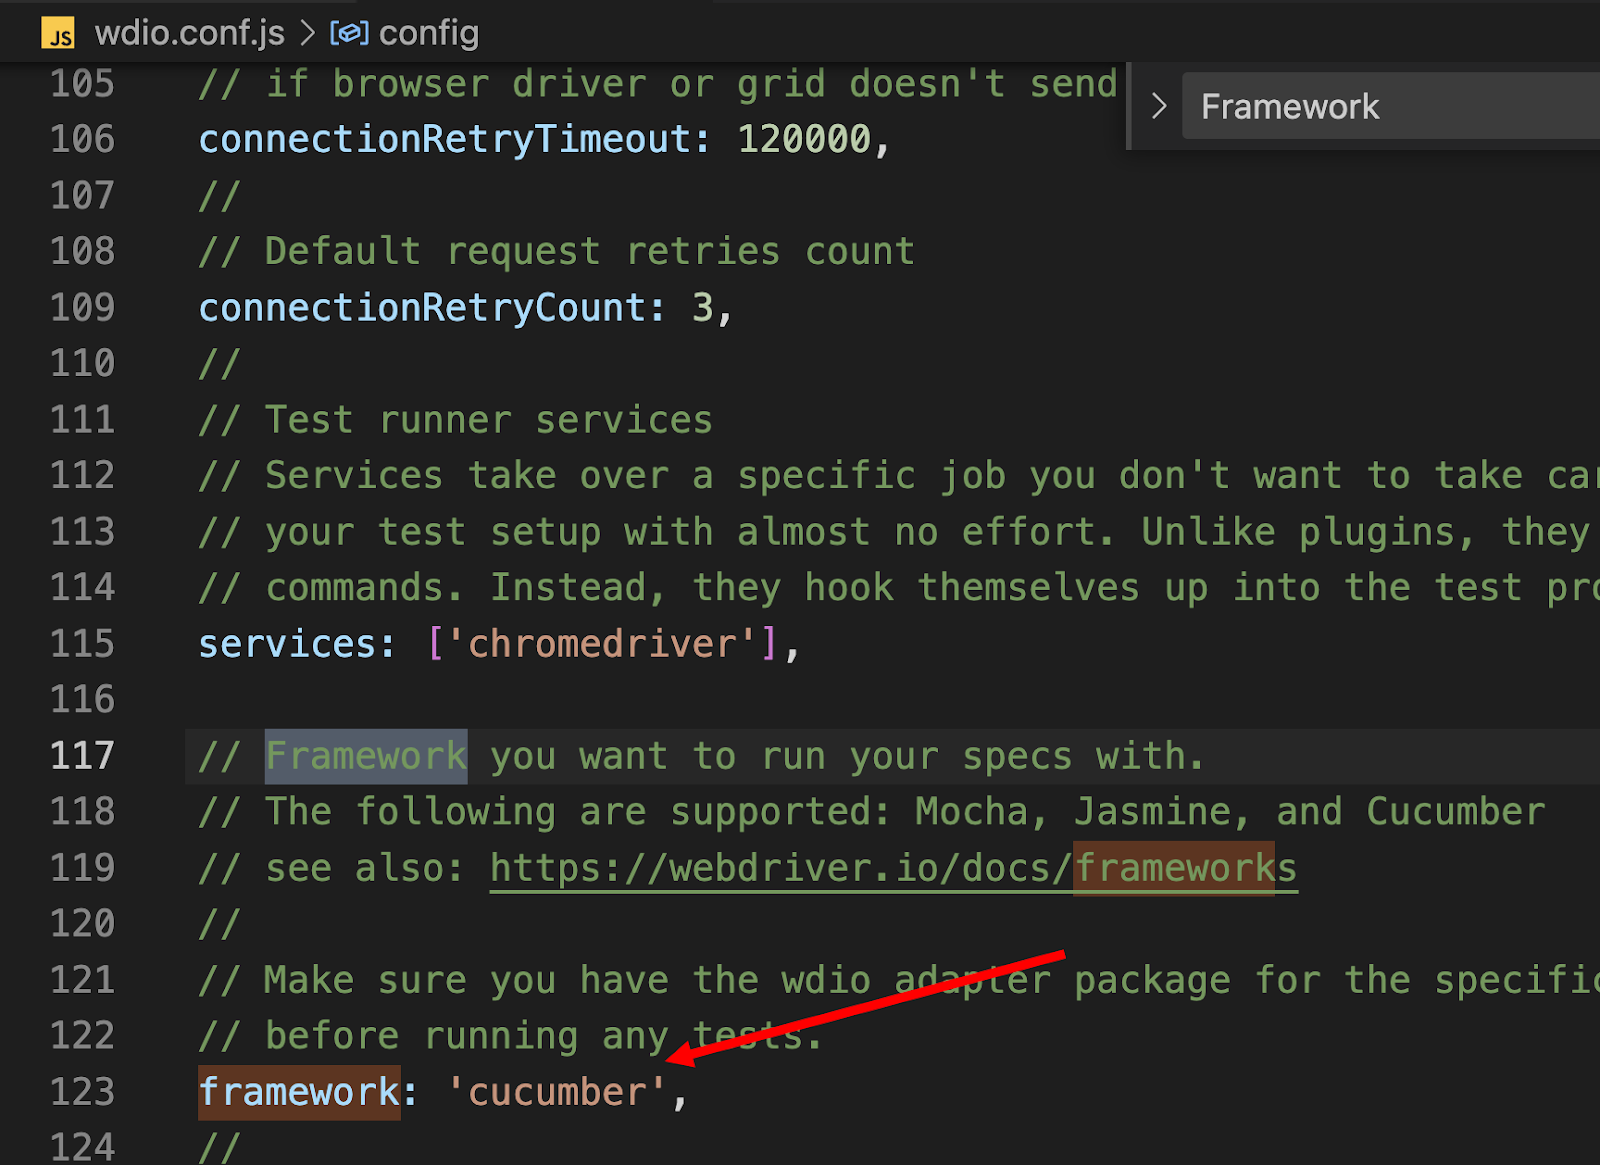 JS wdio.conf.js > config
105 // if browser driver or grid doesn't send
Framework
106 connectionRetryTimeout: 120000,
107 //
108 // Default request retries count
109 connectionRetryCount: 3,
110 //
111 // Test runner services
112 // Services take over a specific job you don't want to take
113 // your test setup with almost no effort. Unlike plugins, they
114 // commands. Instead, they hook themselves up into the test
115 services: ['chromedriver'],
116
117 // Framework you want to run your specs with.
118 // The following are supported: Mocha, Jasmine, and Cucumber
119 // see also: https://webdriver.io/docs/frameworks
120 //
121 // Make sure you have the wdio adapter package for the
122 // before running any tests.
123 framework: 'cucumber',
124 //